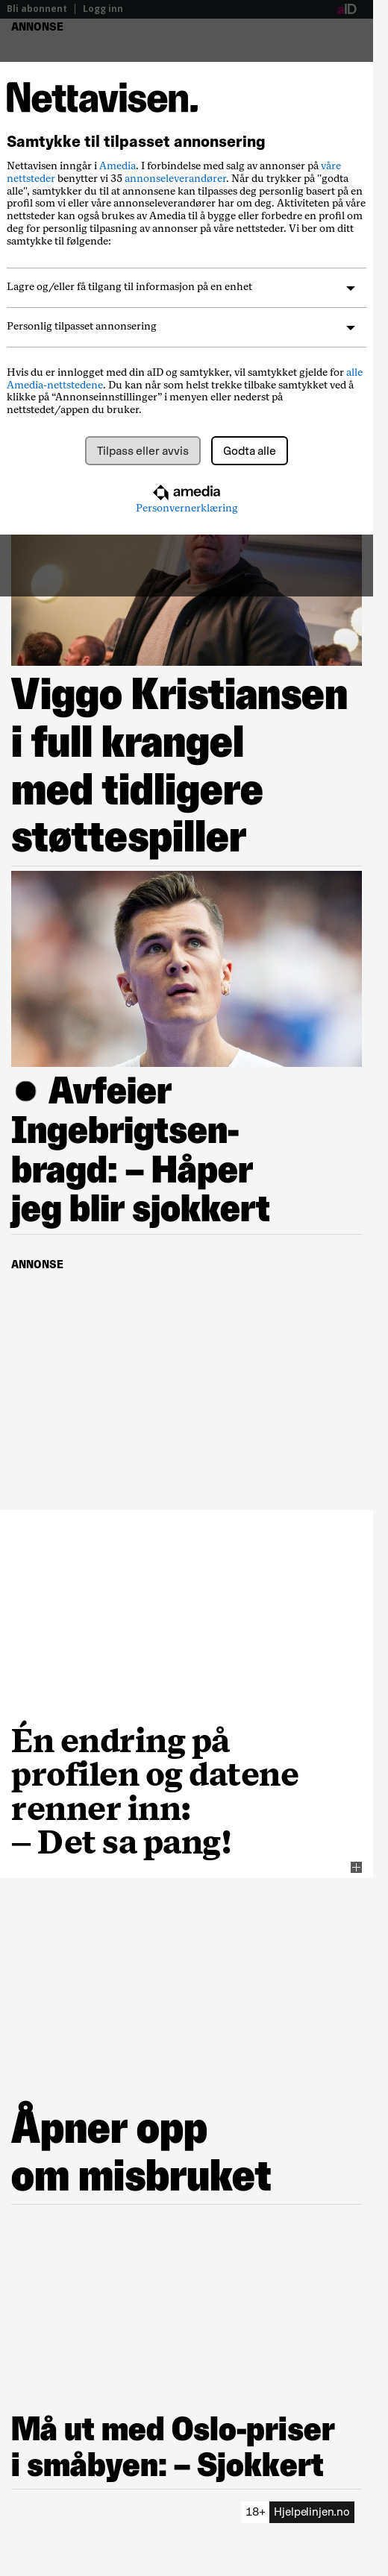 Bli abonnent | Logg inn
aID
ANNONSE
Nettavisen.
Samtykke til tilpasset annonsering
Nettavisen inngår i Amedia. I forbindelse med salg av annonser på våre
nettsteder benytter vi 35 annonseleverandører. Når du trykker på "godta
alle", samtykker du til at annonsene kan tilpasses deg personlig basert på en
profil som vi eller våre annonseleverandører har om deg. Aktiviteten på våre
nettsteder kan også brukes av Amedia til å bygge eller forbedre en profil om
deg for personlig tilpasning av annonser på våre nettsteder. Vi ber om ditt
samtykke til følgende:
Lagre og/eller få tilgang til informasjon på en enhet
Personlig tilpasset annonsering
Hvis du er innlogget med din aID og samtykker, vil samtykket gjelde for alle
Amedia-nettstedene. Du kan når som helst trekke tilbake samtykket ved å
klikke på “Annonseinnstillinger” i menyen eller nederst på
nettstedet/appen du bruker.
Tilpass eller avvis
Godta alle
amedia
Personvernerklæring
Viggo Kristiansen
i full krangel
med tidligere
støttespiller
Avfeier
Ingebrigtsen-
bragd: – Håper
jeg blir sjokkert
ANNONSE
Én endring på
profilen og datene
renner inn:
– Det sa pang!
Åpner opp
om misbruket
Må ut med Oslo-priser
i småbyen: – Sjokkert
18+ Hjelpelinjen.no